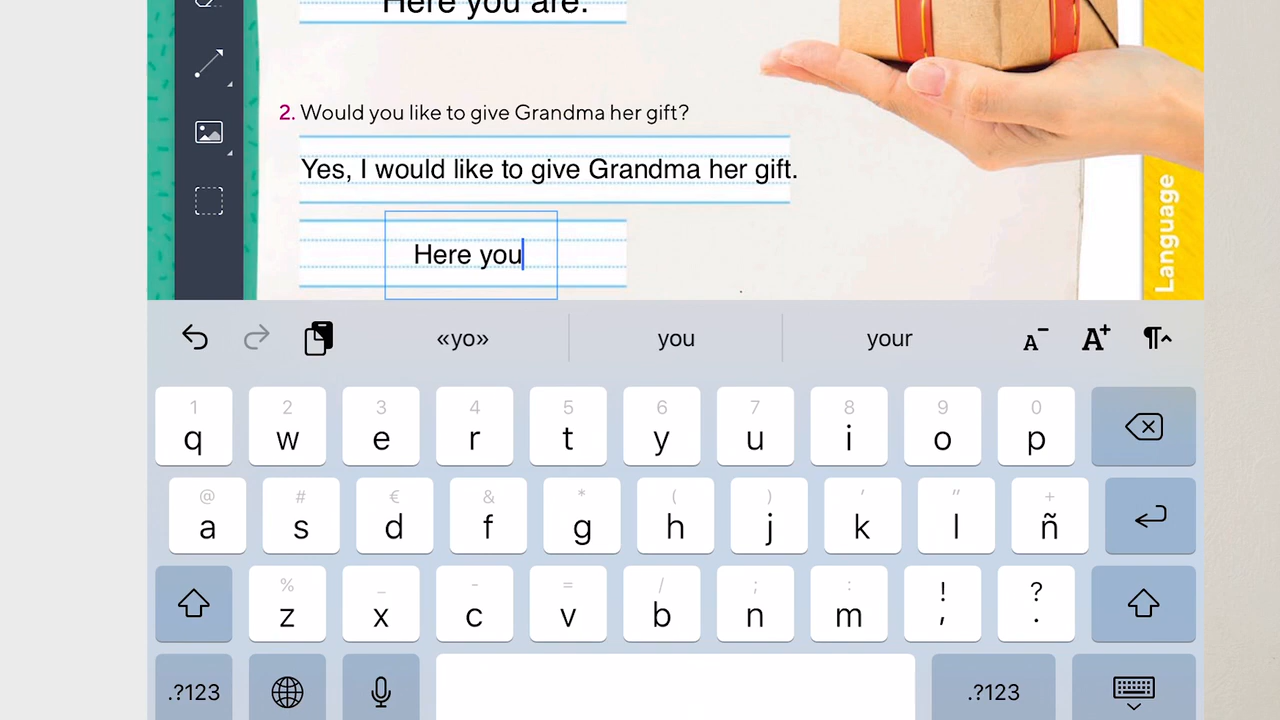 Here you are.
2. Would you like to give Grandma her gift?
Yes, I would like to give Grandma her gift.
Here you
Language
«yo» you your A- A+
1 2 3 4 5 6 7 8 9 0
q w e r t y u i o p
@ # € & * ( ) ' " +
a s d f g h j k l ñ
% _ - = / ; : ! ?
z x c v b n m , .
.?123 .?123